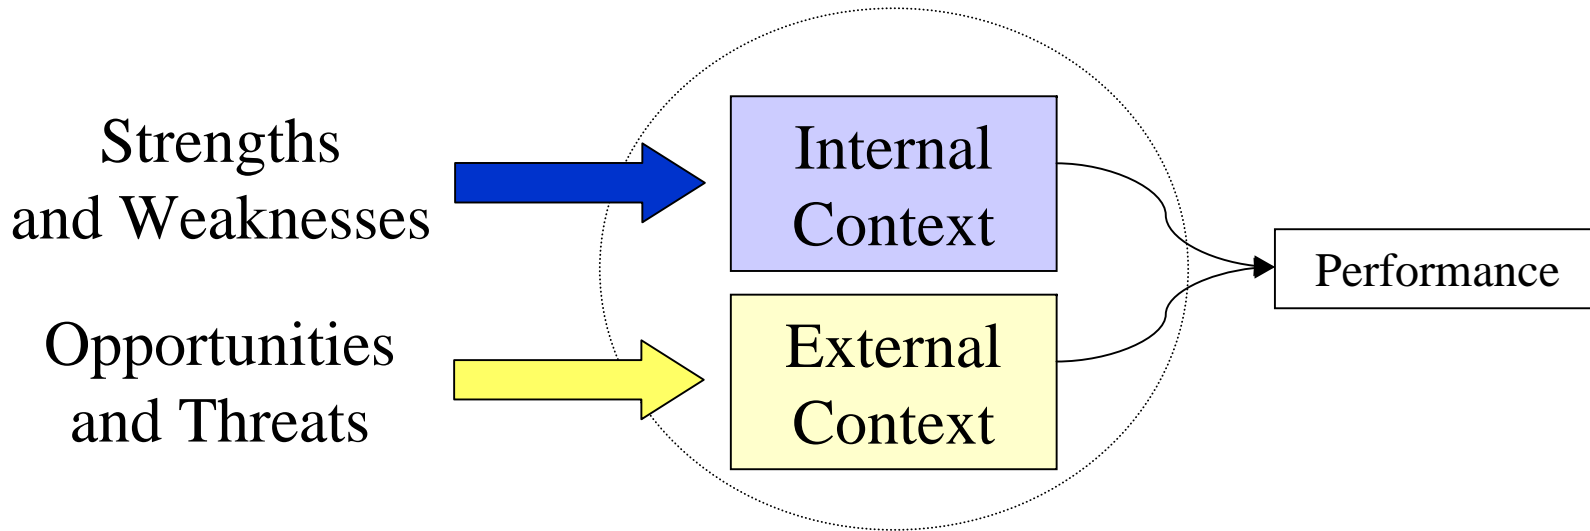 Strengths
and Weaknesses
Internal
Context
Opportunities
and Threats
External
Context
Performance